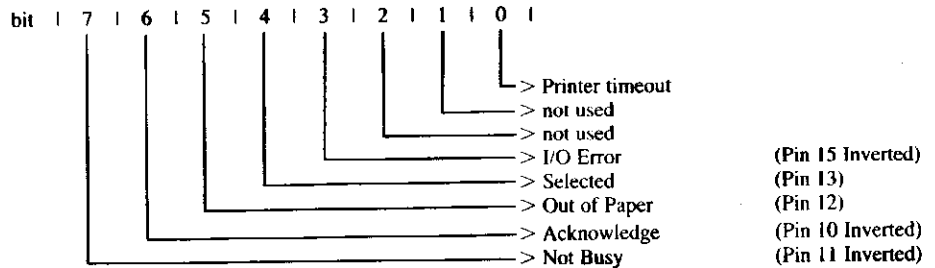 bit | 7 | 6 | 5 | 4 | 3 | 2 | 1 | 0 |
> Printer timeout
> not used
> not used
> I/O Error (Pin 15 Inverted)
> Selected (Pin 13)
> Out of Paper (Pin 12)
> Acknowledge (Pin 10 Inverted)
> Not Busy (Pin 11 Inverted)